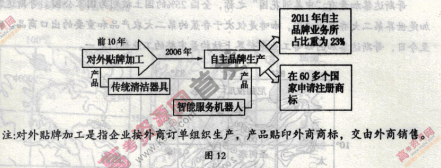 2011年自主
品牌业务所
占比重为23%
前10年
2006年
对外贴牌加工
自主品牌生产
产品
产品
传统清洁器具
智能服务机器人
在60多个国
家申请注册商
标
注:对外贴牌加工是指企业按外商订单组织生产，产品贴印外商商标，交由外商销售。
图12